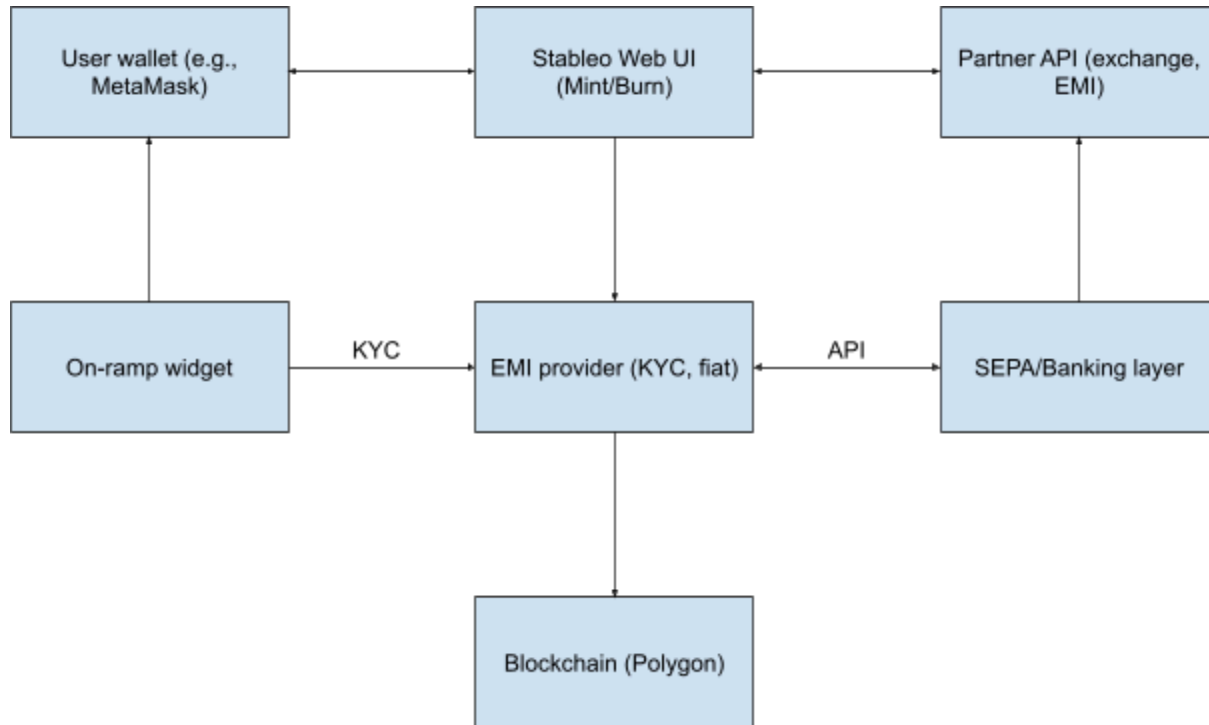 User wallet (e.g.,
MetaMask)
Stableo Web UI
(Mint/Burn)
Partner API (exchange,
EMI)
On-ramp widget
KYC
EMI provider (KYC, fiat)
API
SEPA/Banking layer
Blockchain (Polygon)